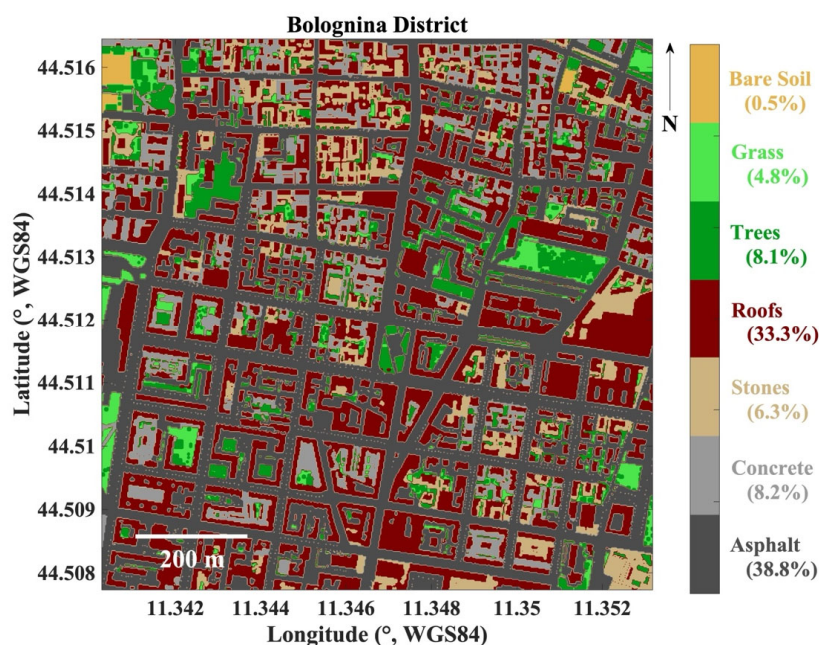 Bolognina District
44.516
44.515
44.514
44.513
44.512
44.511
44.51
44.509
44.508
Latitude (°, WGS84)
11.342
11.344
11.346
11.348
11.35
11.352
Longitude (°, WGS84)
200 m
N
Bare Soil
(0.5%)
Grass
(4.8%)
Trees
(8.1%)
Roofs
(33.3%)
Stones
(6.3%)
Concrete
(8.2%)
Asphalt
(38.8%)